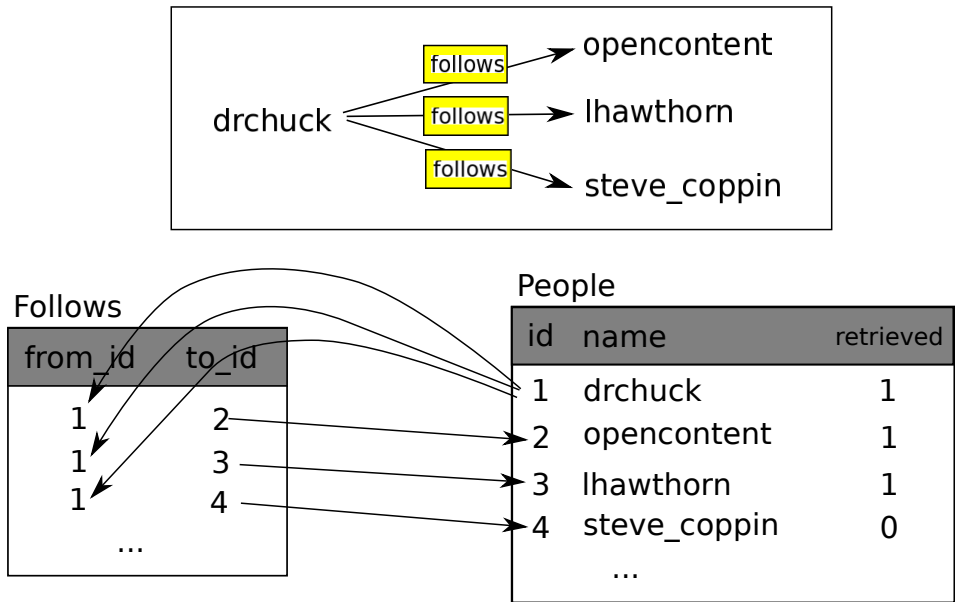 follows
opencontent
drchuck
follows
lhawthorn
follows
steve_coppin
Follows
from_id to_id
1 2
1 3
1 4
...
People
id name retrieved
1 drchuck 1
2 opencontent 1
3 lhawthorn 1
4 steve_coppin 0
...